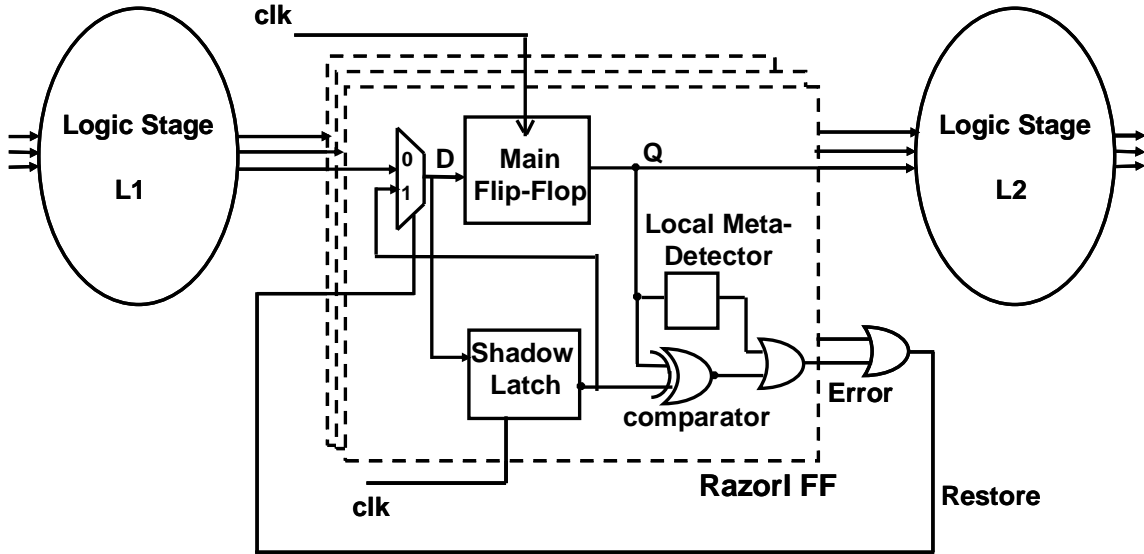 clk
Logic Stage
L1
0
1
D
Main
Flip-Flop
Q
Logic Stage
L2
Local Meta-
Detector
Shadow
Latch
comparator
Error
clk
RazorI FF
Restore